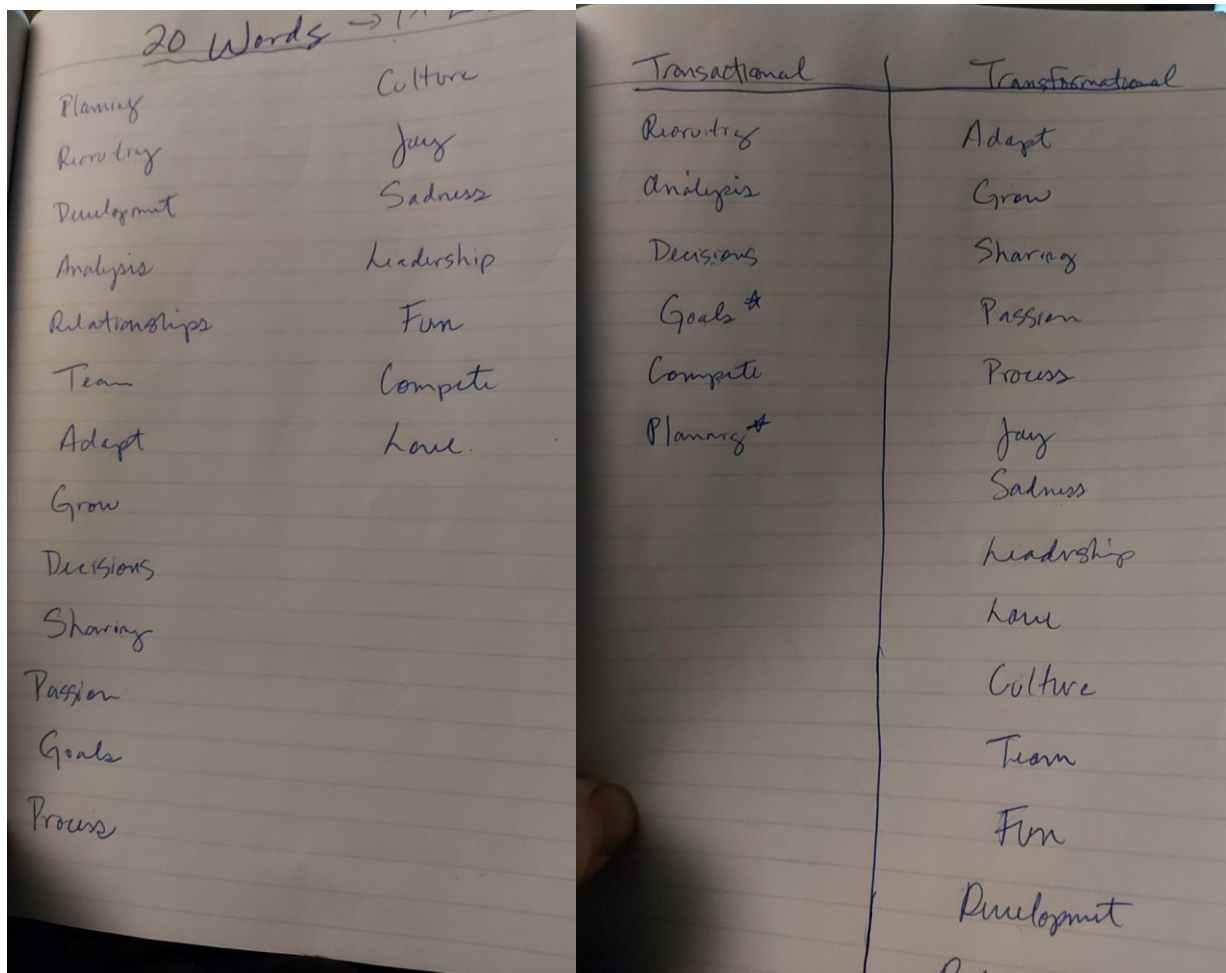 20 Words →
Planning
Recruiting
Development
Analysis
Relationships
Team
Adapt
Grow
Decisions
Sharing
Passion
Goals
Process
Culture
Joy
Sadness
Leadership
Fun
Compete
Love.
Transactional
Recruiting
Analysis
Decisions
Goals *
Compete
Planning *
Transformational
Adapt
Grow
Sharing
Passion
Process
Joy
Sadness
Leadership
Love
Culture
Team
Fun
Development